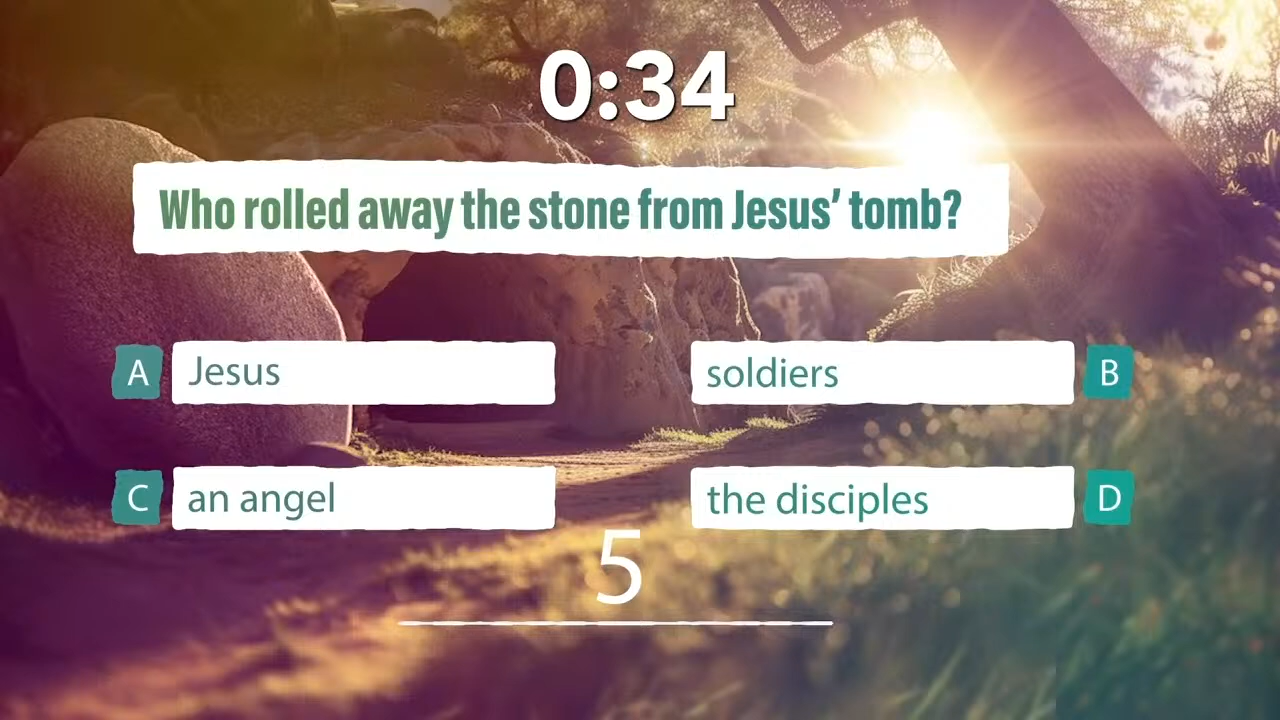 0:34
Who rolled away the stone from Jesus’ tomb?
A Jesus
soldiers B
C an angel
the disciples D
5